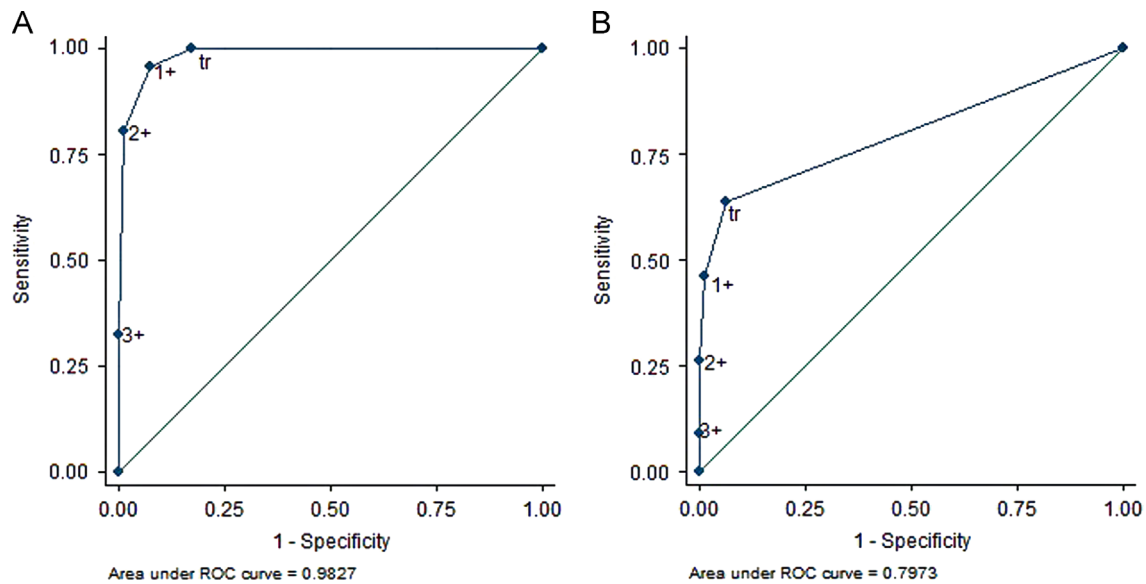 A
1.00
0.75
0.50
0.25
0.00
Sensitivity
tr
1+
2+
3+
0.00 0.25 0.50 0.75 1.00
1 - Specificity
Area under ROC curve = 0.9827
B
1.00
0.75
0.50
0.25
0.00
Sensitivity
tr
1+
2+
3+
0.00 0.25 0.50 0.75 1.00
1 - Specificity
Area under ROC curve = 0.7973